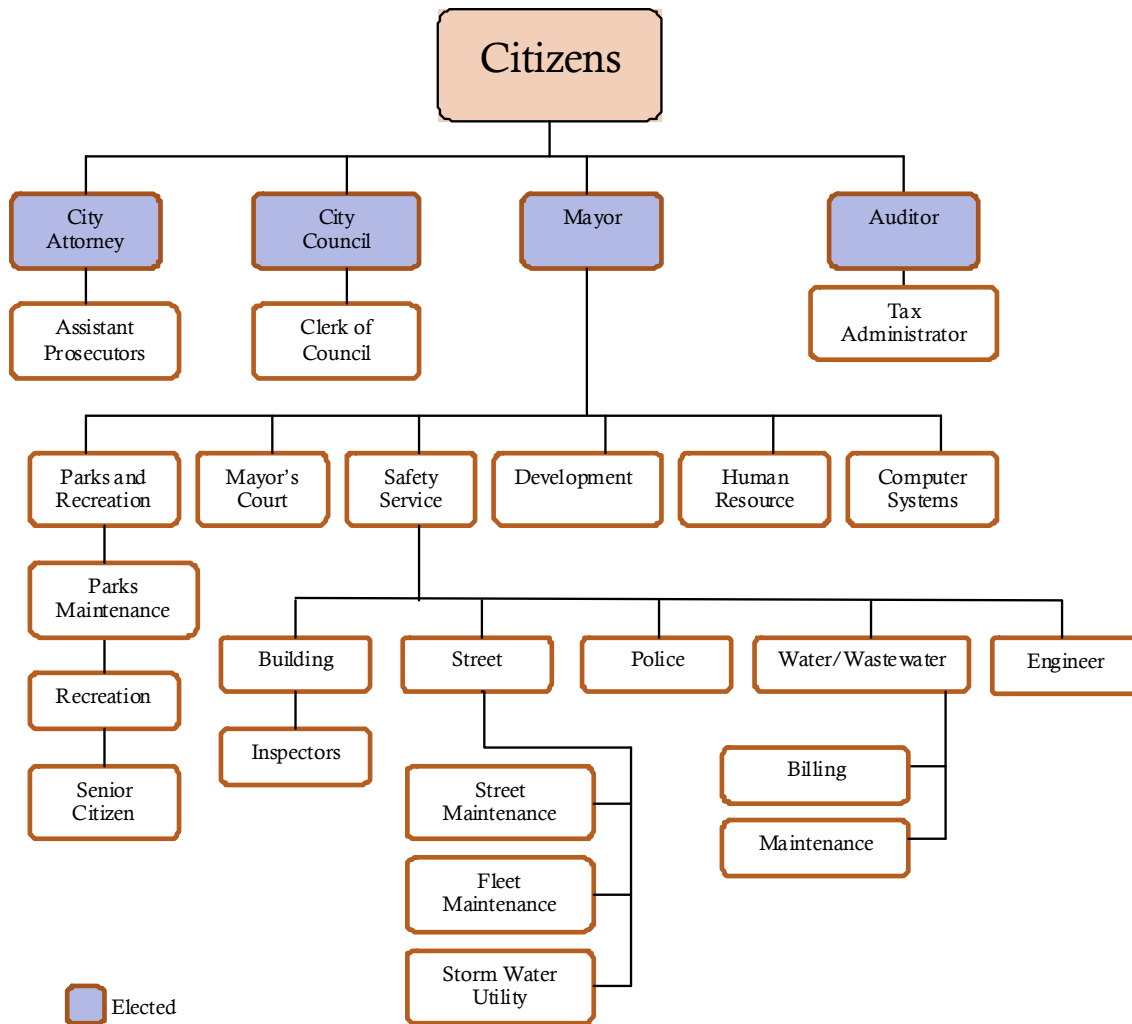 Citizens
City
Attorney
City
Council
Mayor
Auditor
Assistant
Prosecutors
Clerk of
Council
Tax
Administrator
Parks and
Recreation
Mayor's
Court
Safety
Service
Development
Human
Resource
Computer
Systems
Parks
Maintenance
Building
Street
Police
Water/Wastewater
Engineer
Recreation
Inspectors
Senior
Citizen
Street
Maintenance
Billing
Maintenance
Fleet
Maintenance
Storm Water
Utility
Elected